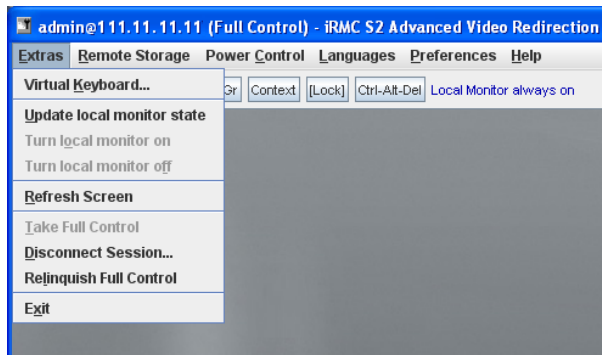 admin@111.11.11.11 (Full Control) - iRMC S2 Advanced Video Redirection
Extras Remote Storage Power Control Languages Preferences Help
Gr Context [Lock] Ctrl-Alt-Del Local Monitor always on
Virtual Keyboard...
Update local monitor state
Turn local monitor on
Turn local monitor off
Refresh Screen
Take Full Control
Disconnect Session...
Relinquish Full Control
Exit